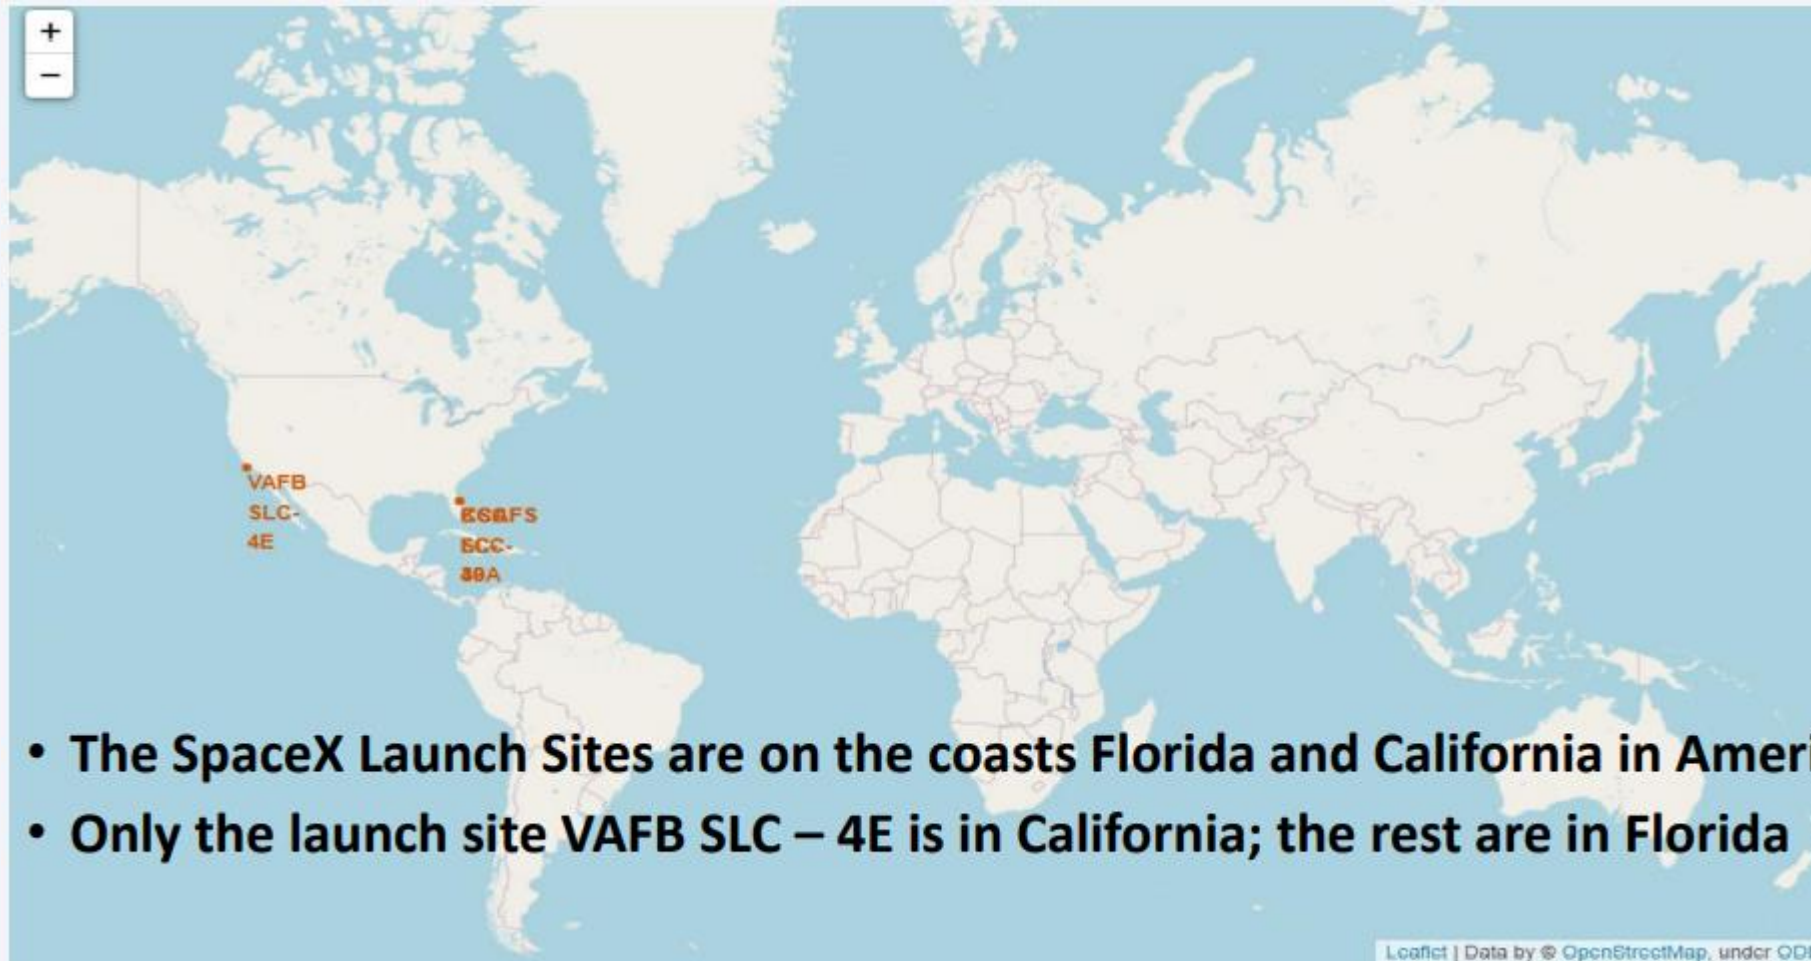 +
−
VAFB
SLC-
4E
• The SpaceX Launch Sites are on the coasts Florida and California in Ameri
• Only the launch site VAFB SLC – 4E is in California; the rest are in Florida
Leaflet | Data by © OpenStreetMap, under OD